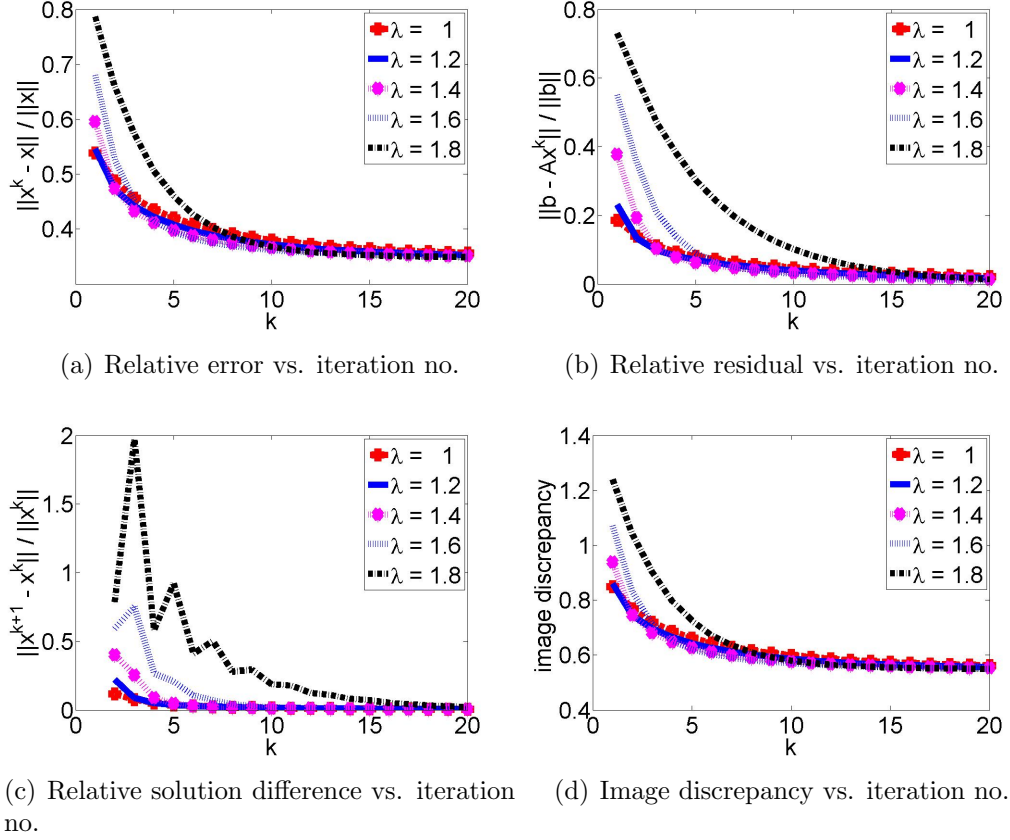 0.8
0.7
0.6
0.5
0.4
||x^k - x|| / ||x||
0
5
10
15
20
k
λ = 1
λ = 1.2
λ = 1.4
λ = 1.6
λ = 1.8
(a) Relative error vs. iteration no.
0.8
0.6
0.4
0.2
0
||b - Ax^k|| / ||b||
0
5
10
15
20
k
λ = 1
λ = 1.2
λ = 1.4
λ = 1.6
λ = 1.8
(b) Relative residual vs. iteration no.
2
1.5
1
0.5
0
||x^{k+1} - x^k|| / ||x^k||
0
5
10
15
20
k
λ = 1
λ = 1.2
λ = 1.4
λ = 1.6
λ = 1.8
(c) Relative solution difference vs. iteration
no.
1.4
1.2
1
0.8
0.6
0.4
image discrepancy
0
5
10
15
20
k
λ = 1
λ = 1.2
λ = 1.4
λ = 1.6
λ = 1.8
(d) Image discrepancy vs. iteration no.